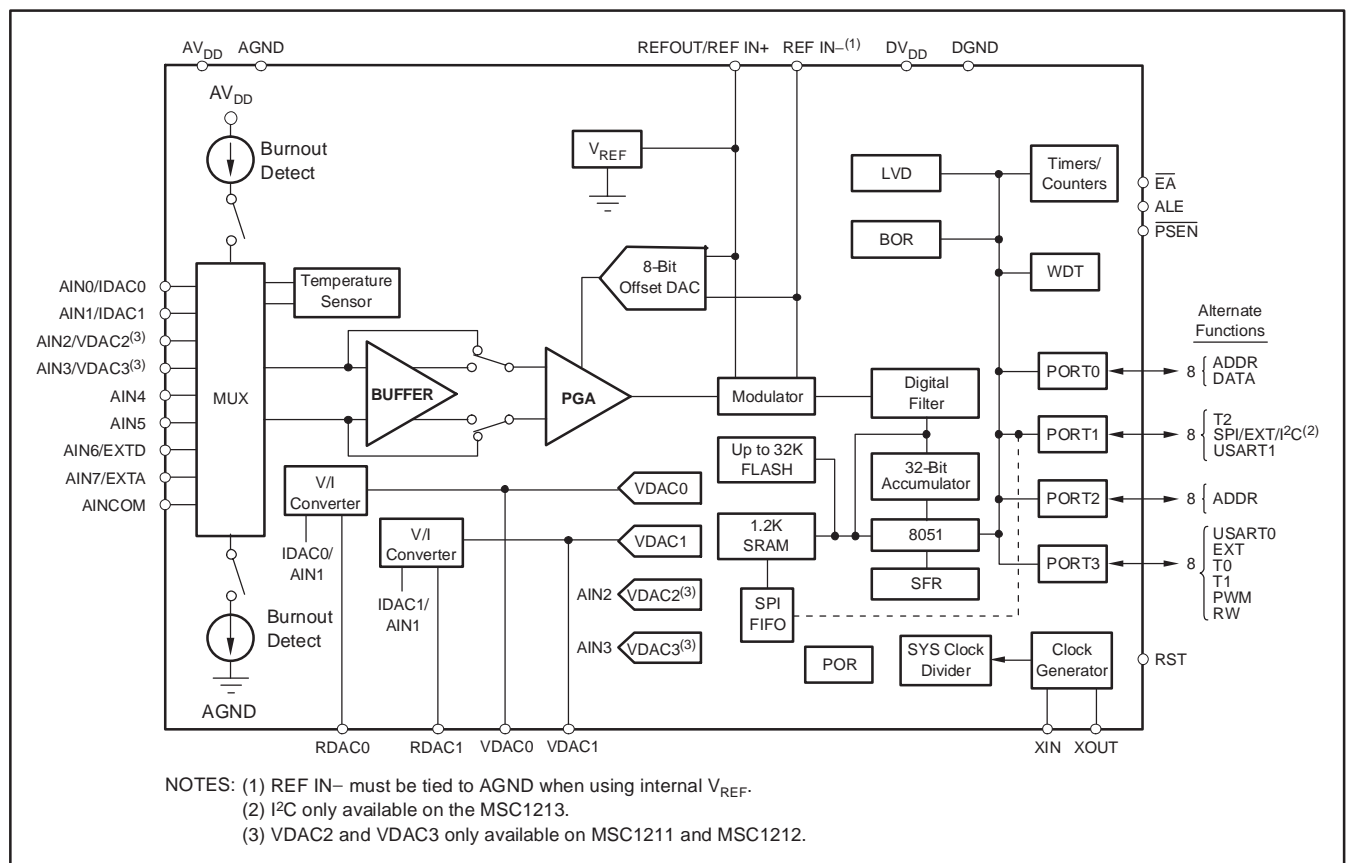 AVDD AGND REFOUT/REF IN+ REF IN−(1) DVDD DGND
AVDD
Burnout
Detect
VREF
LVD
Timers/
Counters
EA
ALE
PSEN
BOR
WDT
8−Bit
Offset DAC
Temperature
Sensor
AIN0/IDAC0
AIN1/IDAC1
AIN2/VDAC2(3)
AIN3/VDAC3(3)
AIN4
AIN5
AIN6/EXTD
AIN7/EXTA
AINCOM
MUX
BUFFER
PGA
Modulator
Digital
Filter
Alternate
Functions
PORT0
8
ADDR
DATA
PORT1
8
T2
SPI/EXT/I2C(2)
USART1
PORT2
8
ADDR
PORT3
8
USART0
EXT
T0
T1
PWM
RW
Up to 32K
FLASH
32−Bit
Accumulator
1.2K
SRAM
8051
SFR
SPI
FIFO
V/I
Converter
IDAC0/
AIN1
V/I
Converter
IDAC1/
AIN1
VDAC0
VDAC1
AIN2 VDAC2(3)
AIN3 VDAC3(3)
Burnout
Detect
AGND
POR
SYS Clock
Divider
Clock
Generator
RST
RDAC0 RDAC1 VDAC0 VDAC1 XIN XOUT
NOTES: (1) REF IN− must be tied to AGND when using internal VREF.
(2) I2C only available on the MSC1213.
(3) VDAC2 and VDAC3 only available on MSC1211 and MSC1212.